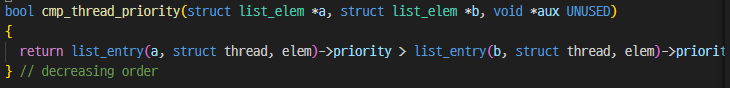 bool cmp_thread_priority(struct list_elem *a, struct list_elem *b, void *aux UNUSED)
{
  return list_entry(a, struct thread, elem)->priority > list_entry(b, struct thread, elem)->priorit
} // decreasing order